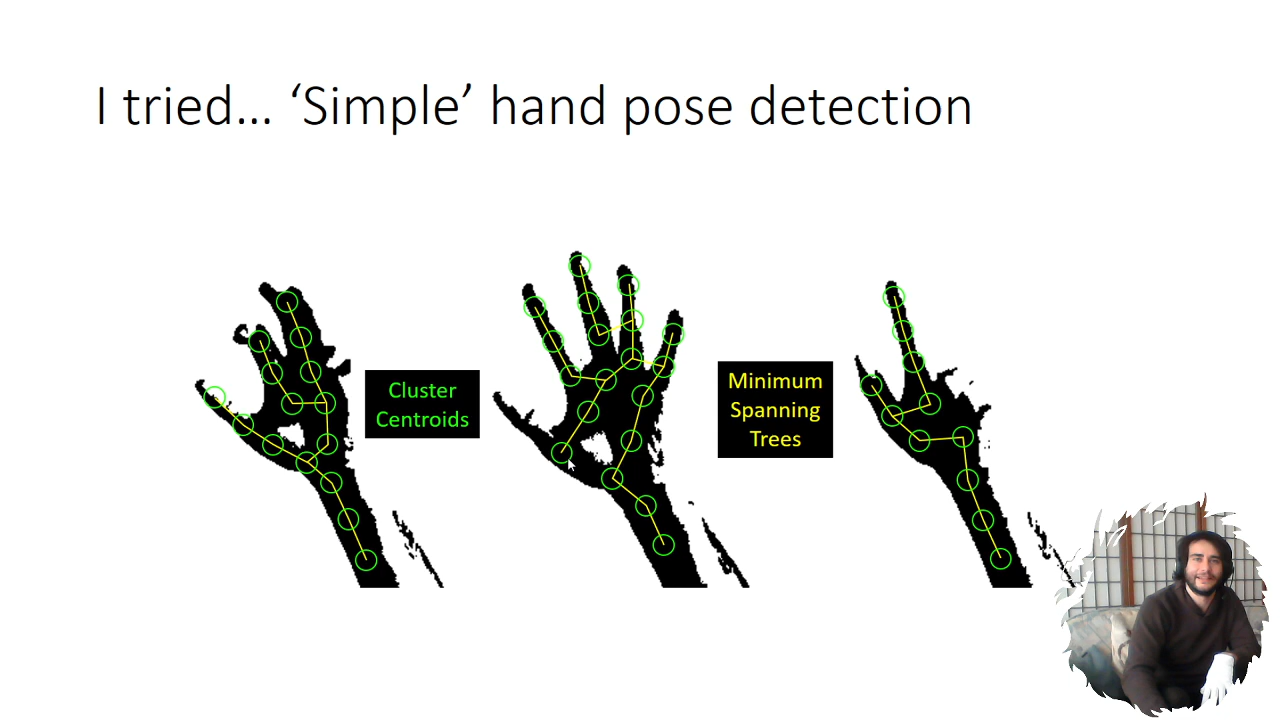 I tried... ‘Simple’ hand pose detection
Cluster
Centroids
Minimum
Spanning
Trees